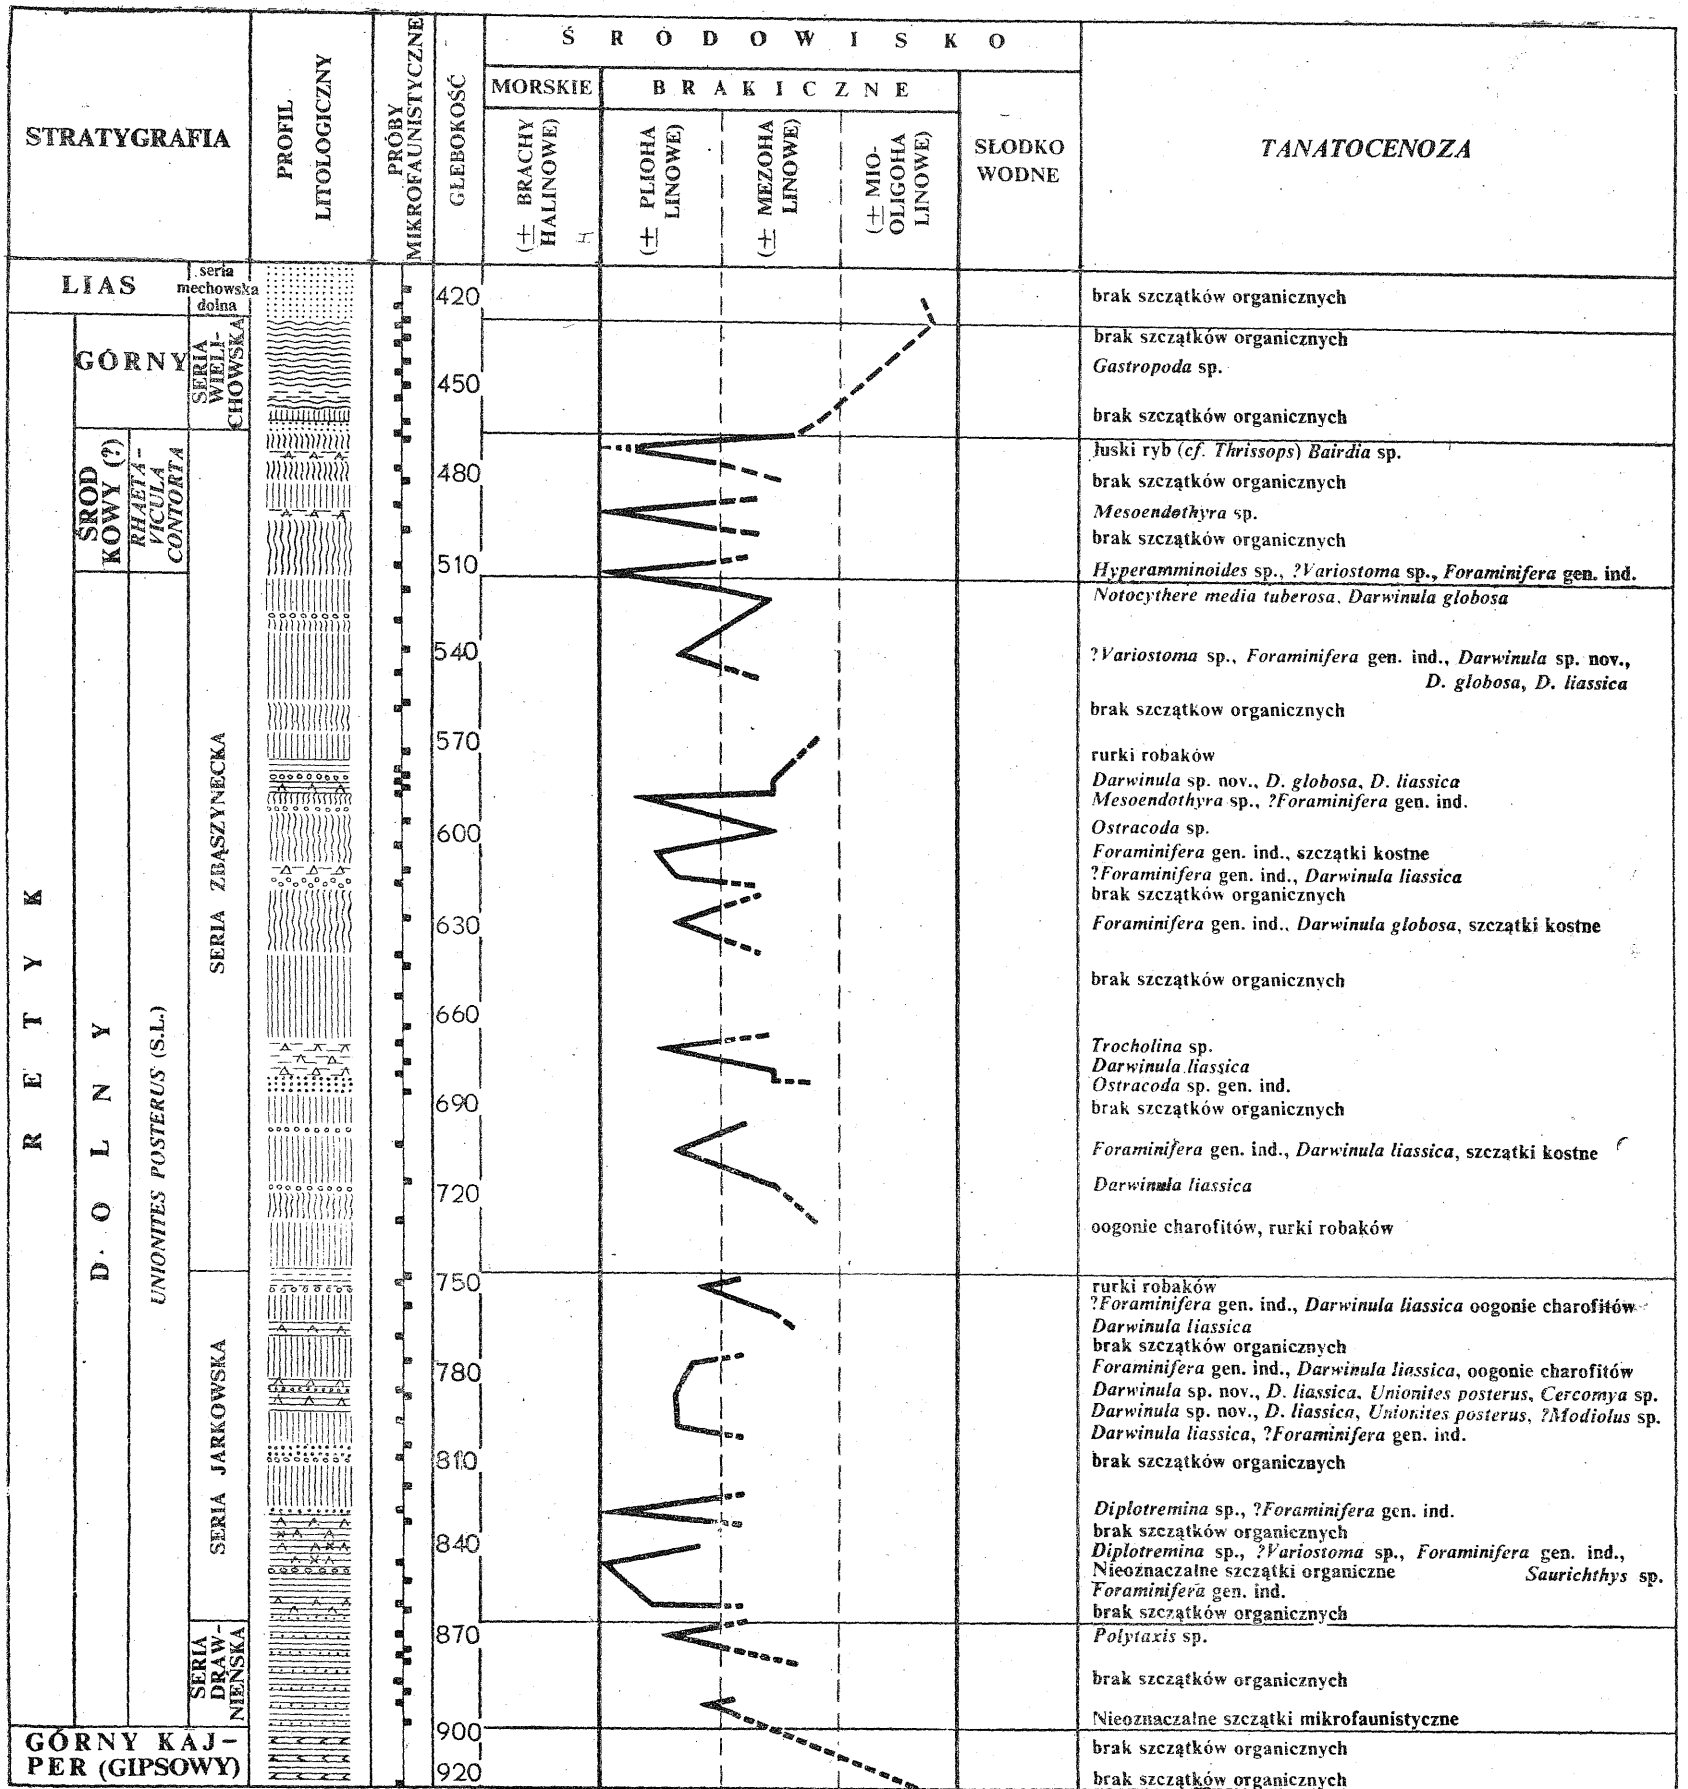 STRATYGRAFIA
PROFIL
LITOLOGICZNY
PRÓBY
MIKROFAUNISTYCZNE
GŁEBOKOŚĆ
ŚRODOWISKO
MORSKIE
BRAKICZNE
(± BRACHY
HALINOWE)
(± PLIOHA
LINOWE)
(± MEZOHA
LINOWE)
(± MIO-
OLIGOHA
LINOWE)
SŁODKO
WODNE
TANATOCENOZA
LIAS
seria
mechowska
dolna
RETYK
GÓRNY
SERIA
WIELI-
CHOWSKA
ŚROD
KOWY (?)
RHAETA-
VICULA
CONTORTA
DOLNY
UNIONITES POSTERUS (S.L.)
SERIA ZBĄSZYNECKA
SERIA JARKOWSKA
SERIA
DRAW-
NIEŃSKA
GÓRNY KAJ-
PER (GIPSOWY)
420
450
480
510
540
570
600
630
660
690
720
750
780
810
840
870
900
920
brak szczątków organicznych
brak szczątków organicznych
Gastropoda sp.
brak szczątków organicznych
łuski ryb (cf. Thrissops) Bairdia sp.
brak szczątków organicznych
Mesoendothyra sp.
brak szczątków organicznych
Hyperamminoides sp., ?Variostoma sp., Foraminifera gen. ind.
Notocythere media tuberosa, Darwinula globosa
?Variostoma sp., Foraminifera gen. ind., Darwinula sp. nov.,
D. globosa, D. liassica
brak szczątkow organicznych
rurki robaków
Darwinula sp. nov., D. globosa, D. liassica
Mesoendothyra sp., ?Foraminifera gen. ind.
Ostracoda sp.
Foraminifera gen. ind., szczątki kostne
?Foraminifera gen. ind., Darwinula liassica
brak szczątków organicznych
Foraminifera gen. ind., Darwinula globosa, szczątki kostne
brak szczątków organicznych
Trocholina sp.
Darwinula liassica
Ostracoda sp. gen. ind.
brak szczątków organicznych
Foraminifera gen. ind., Darwinula liassica, szczątki kostne
Darwinula liassica
oogonie charofitów, rurki robaków
rurki robaków
?Foraminifera gen. ind., Darwinula liassica oogonie charofitów
Darwinula liassica
brak szczątków organicznych
Foraminifera gen. ind., Darwinula liassica, oogonie charofitów
Darwinula sp. nov., D. liassica, Unionites posterus, Cercomya sp.
Darwinula sp. nov., D. liassica, Unionites posterus, ?Modiolus sp.
Darwinula liassica, ?Foraminifera gen. ind.
brak szczątków organicznych
Diplotremina sp., ?Foraminifera gen. ind.
brak szczątków organicznych
Diplotremina sp., ?Variostoma sp., Foraminifera gen. ind.,
Nieoznaczalne szczątki organiczne Saurichthys sp.
Foraminifera gen. ind.
brak szczątków organicznych
Polytaxis sp.
brak szczątków organicznych
Nieoznaczalne szczątki mikrofaunistyczne
brak szczątków organicznych
brak szczątków organicznych